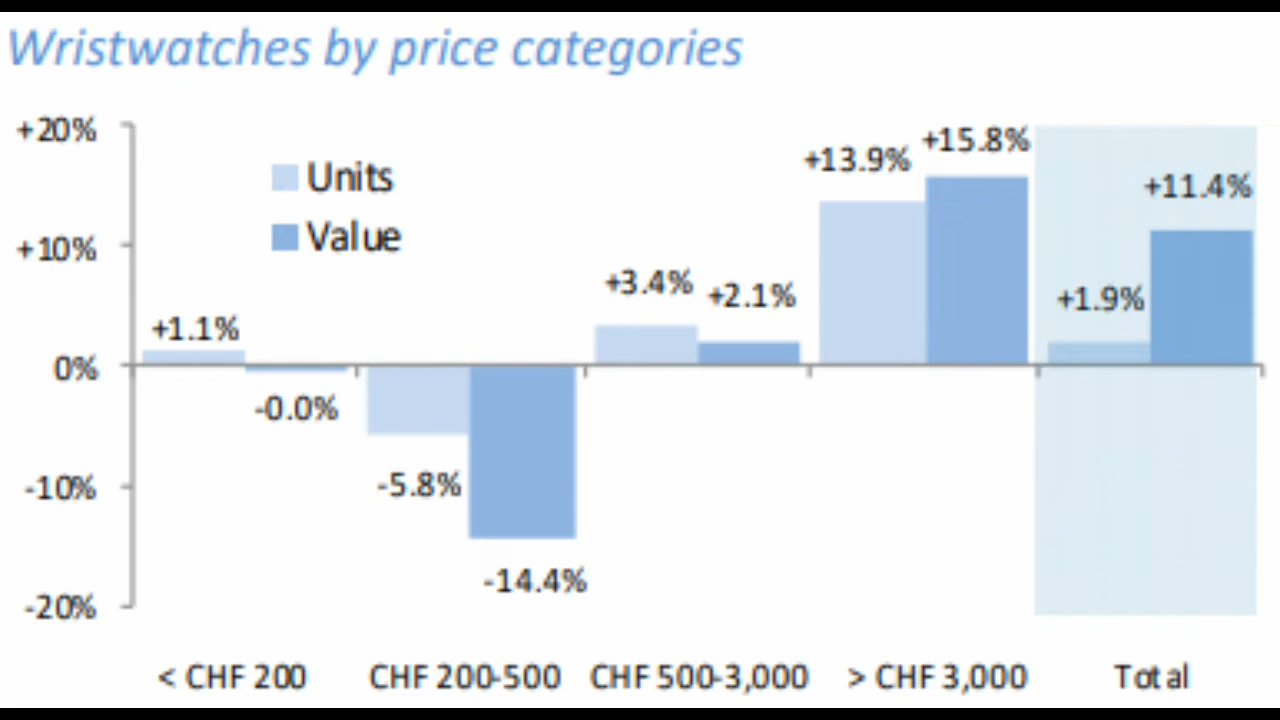 Wristwatches by price categories
+20%
+10%
0%
-10%
-20%
Units
Value
+1.1%
-0.0%
-5.8%
-14.4%
+3.4%
+2.1%
+13.9%
+15.8%
+1.9%
+11.4%
< CHF 200
CHF 200-500
CHF 500-3,000
> CHF 3,000
Total